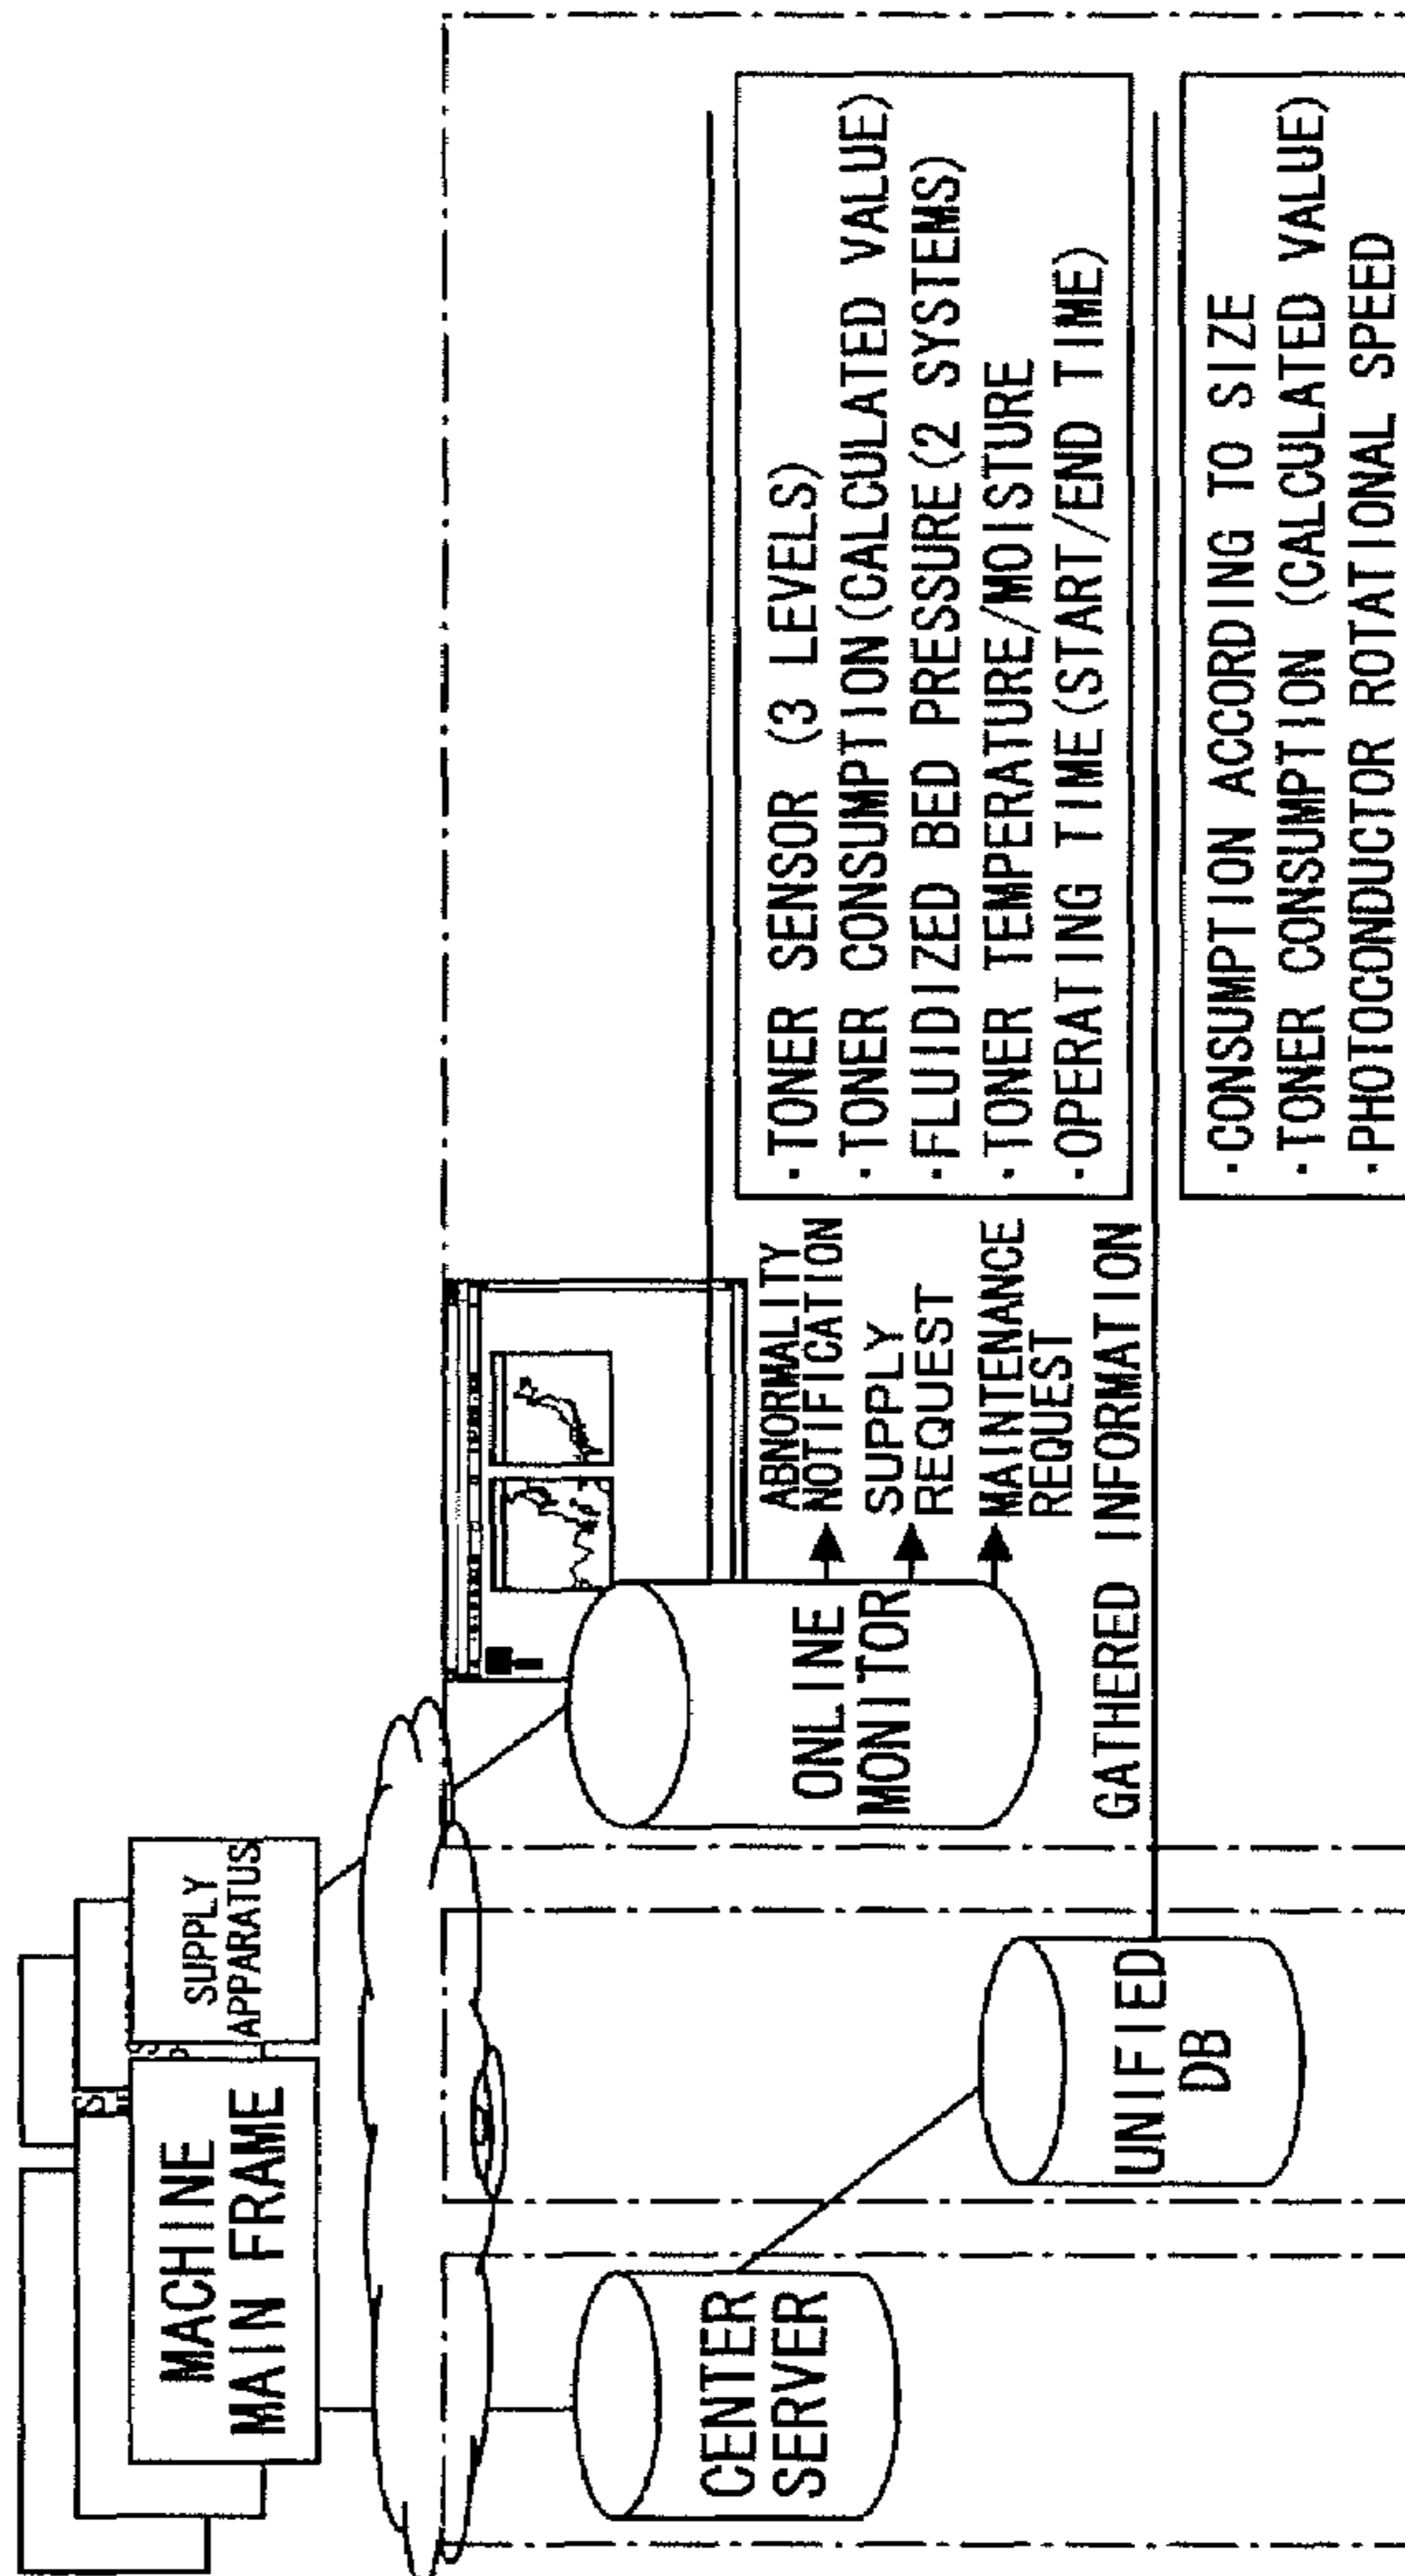 MACHINE
MAIN FRAME
SUPPLY
APPARATUS
CENTER
SERVER
UNIFIED
DB
ONLINE
MONITOR
ABNORMALITY
NOTIFICATION
SUPPLY
REQUEST
MAINTENANCE
REQUEST
GATHERED INFORMATION
・TONER SENSOR (3 LEVELS)
・TONER CONSUMPTION(CALCULATED VALUE)
・FLUIDIZED BED PRESSURE(2 SYSTEMS)
・TONER TEMPERATURE/MOISTURE
・OPERATING TIME(START/END TIME)
・CONSUMPTION ACCORDING TO SIZE
・TONER CONSUMPTION (CALCULATED VALUE)
・PHOTOCONDUCTOR ROTATIONAL SPEED